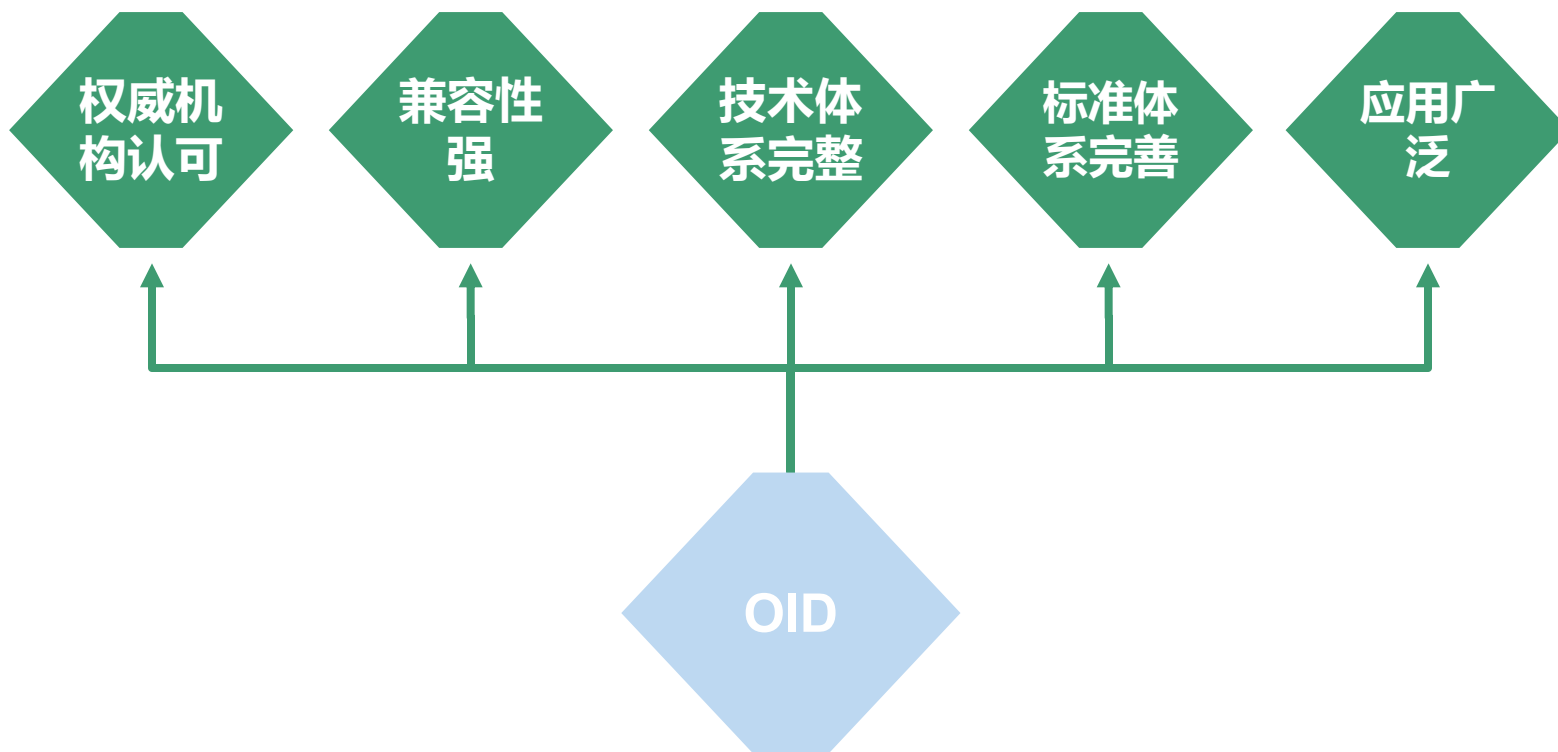 权威机
构认可
兼容性
强
技术体
系完整
标准体
系完善
应用广
泛
OID